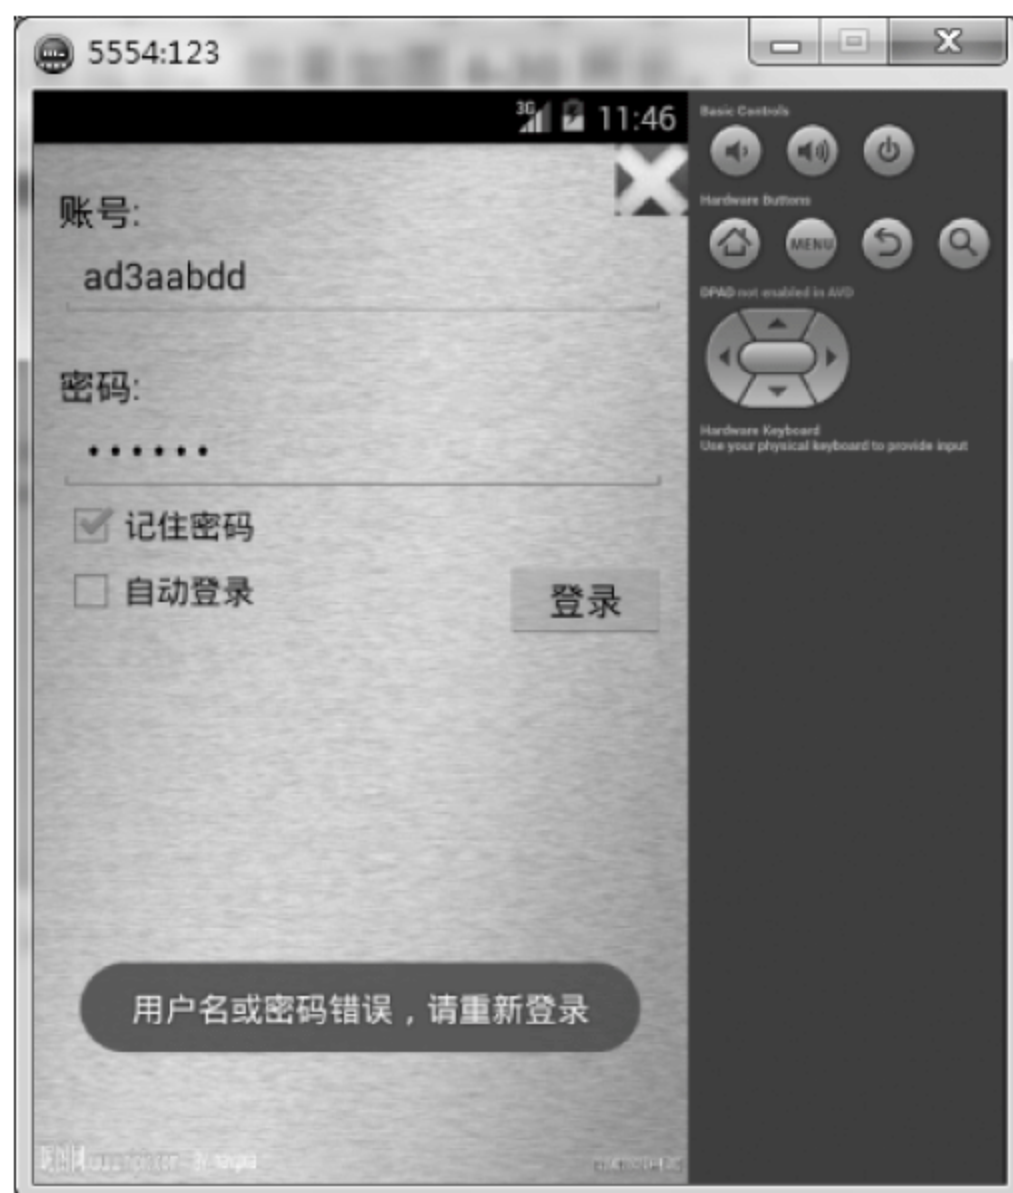 5554:123
3G 11:46
账号:
ad3aabdd
密码:
••••••
记住密码
自动登录
登录
用户名或密码错误，请重新登录
Basic Controls
Hardware Buttons
MENU
DPAD not enabled in AVD
Hardware Keyboard
Use your physical keyboard to provide input